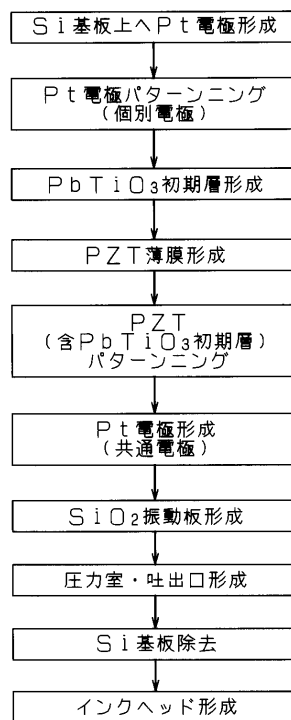 Si基板上へPt電極形成
Pt電極パターンニング
(個別電極)
PbTiO₃初期層形成
PZT薄膜形成
PZT
(含PbTiO₃初期層)
パターンニング
Pt電極形成
(共通電極)
SiO₂振動板形成
圧力室・吐出口形成
Si基板除去
インクヘッド形成